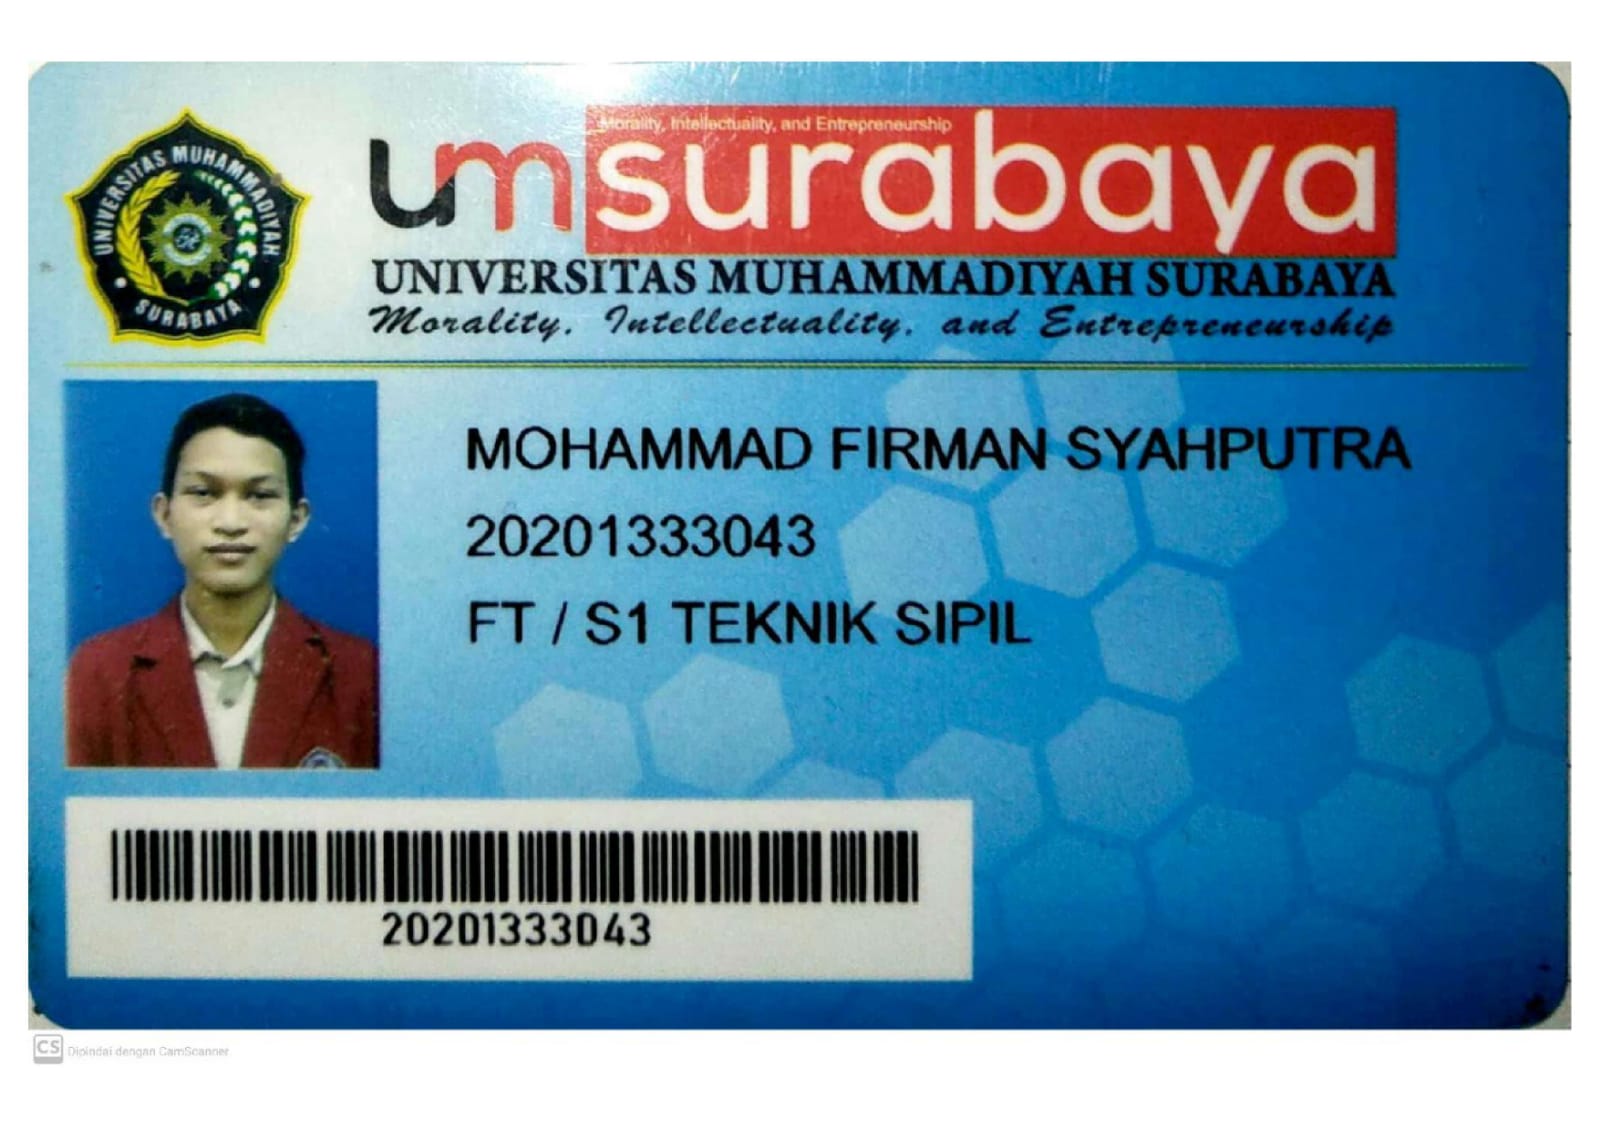 UNIVERSITAS MUHAMMADIYAH
SURABAYA
Morality, Intellectuality, and Entrepreneurship
umsurabaya
UNIVERSITAS MUHAMMADIYAH SURABAYA
Morality, Intellectuality, and Entrepreneurship
MOHAMMAD FIRMAN SYAHPUTRA
20201333043
FT / S1 TEKNIK SIPIL
20201333043
CS Dipindai dengan CamScanner